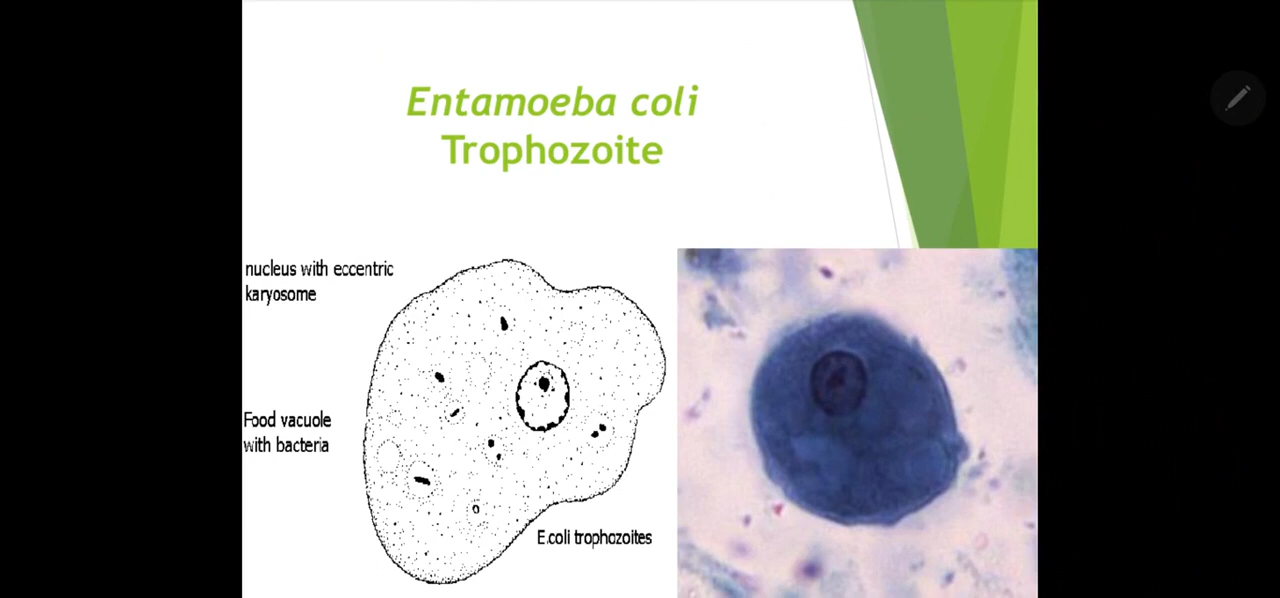 Entamoeba coli
Trophozoite
nucleus with eccentric
karyosome
Food vacuole
with bacteria
E.coli trophozoites